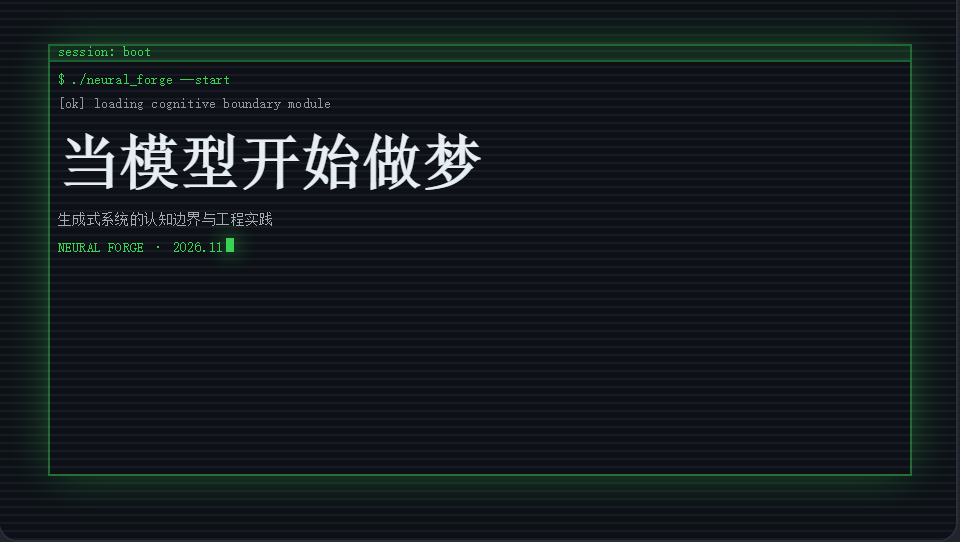 session: boot
$ ./neural_forge —start
[ok] loading cognitive boundary module
当模型开始做梦
生成式系统的认知边界与工程实践
NEURAL FORGE · 2026.11